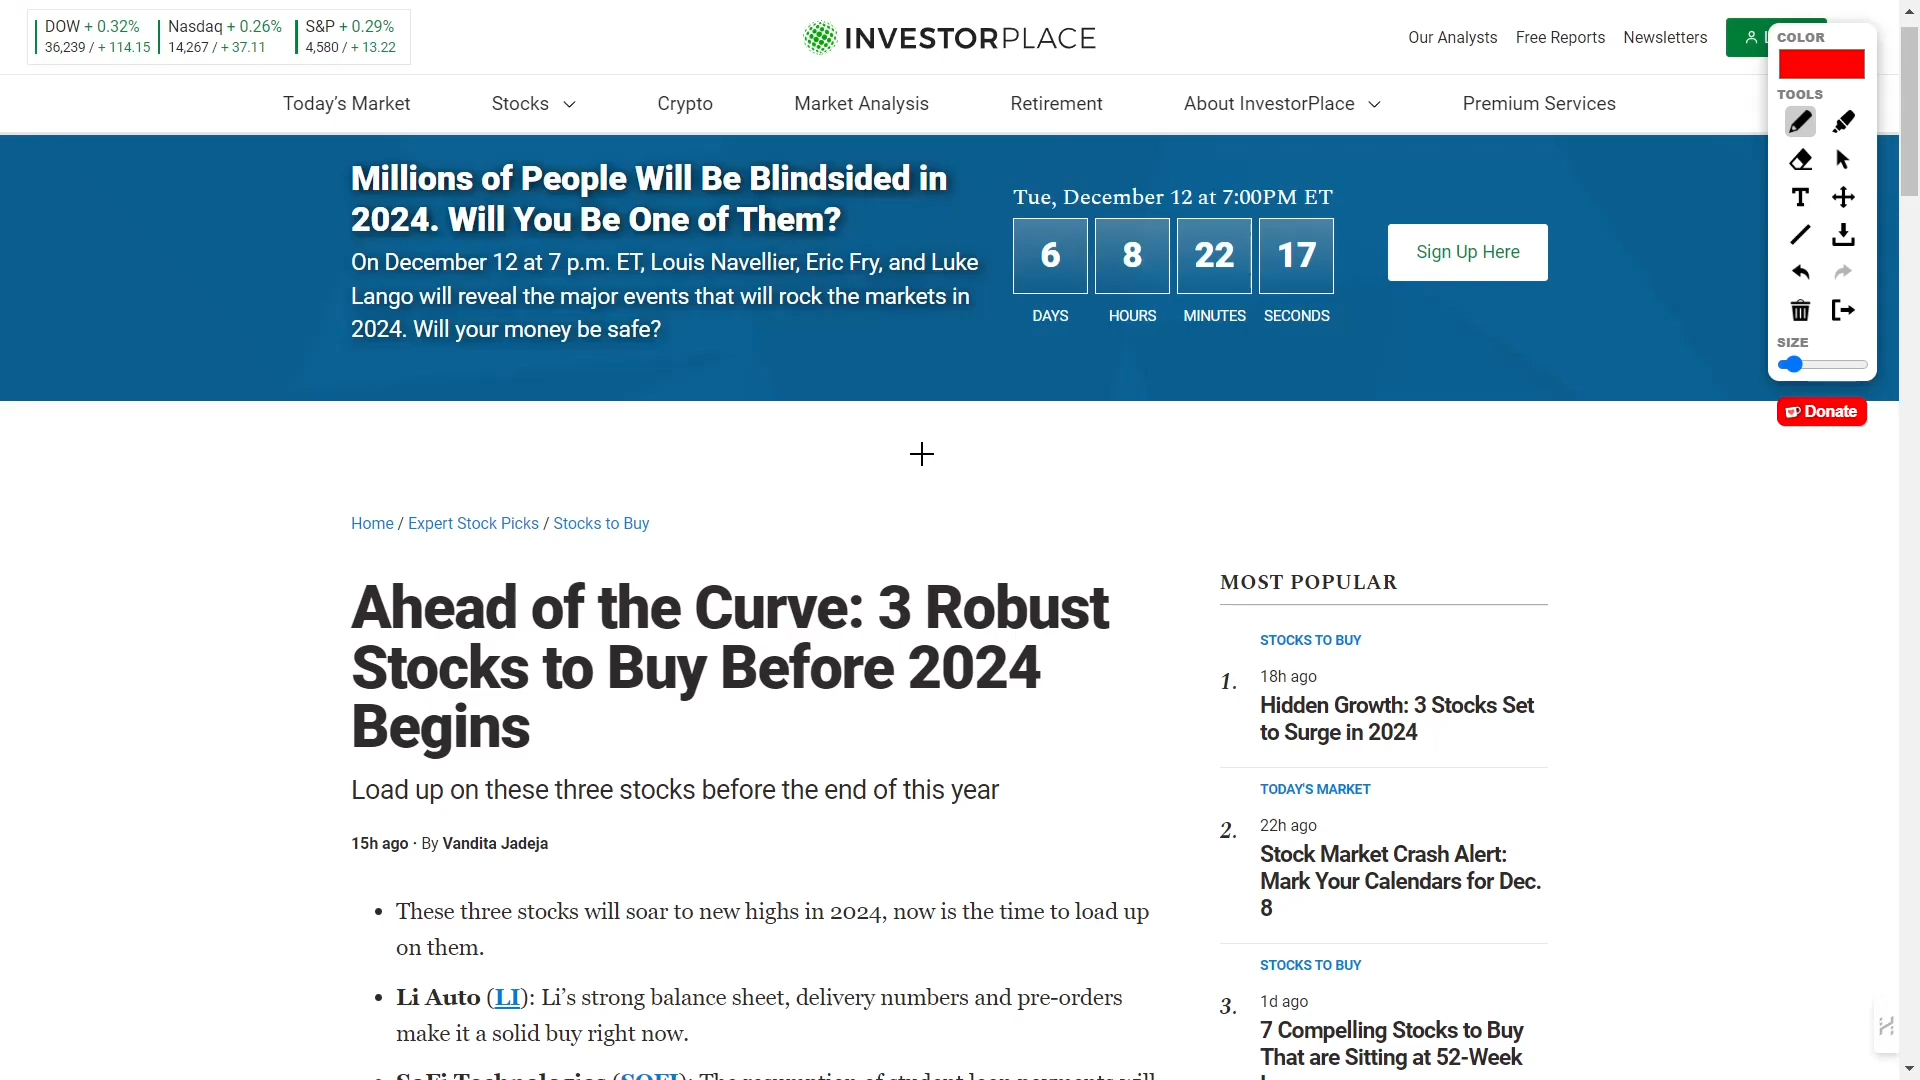 DOW + 0.32%
36,239 / + 114.15
Nasdaq + 0.26%
14,267 / + 37.11
S&P + 0.29%
4,580 / + 13.22
INVESTORPLACE
Our Analysts
Free Reports
Newsletters
Today’s Market
Stocks
Crypto
Market Analysis
Retirement
About InvestorPlace
Premium Services
COLOR
TOOLS
SIZE
Donate
Millions of People Will Be Blindsided in
2024. Will You Be One of Them?
On December 12 at 7 p.m. ET, Louis Navellier, Eric Fry, and Luke
Lango will reveal the major events that will rock the markets in
2024. Will your money be safe?
Tue, December 12 at 7:00PM ET
6 8 22 17
DAYS HOURS MINUTES SECONDS
Sign Up Here
Home / Expert Stock Picks / Stocks to Buy
Ahead of the Curve: 3 Robust
Stocks to Buy Before 2024
Begins
Load up on these three stocks before the end of this year
15h ago · By Vandita Jadeja
• These three stocks will soar to new highs in 2024, now is the time to load up
on them.
• Li Auto (LI): Li’s strong balance sheet, delivery numbers and pre-orders
make it a solid buy right now.
• SoFi Technologies (SOFI): The resumption of student loan payments will
MOST POPULAR
STOCKS TO BUY
1. 18h ago
Hidden Growth: 3 Stocks Set
to Surge in 2024
TODAY'S MARKET
2. 22h ago
Stock Market Crash Alert:
Mark Your Calendars for Dec.
8
STOCKS TO BUY
3. 1d ago
7 Compelling Stocks to Buy
That are Sitting at 52-Week